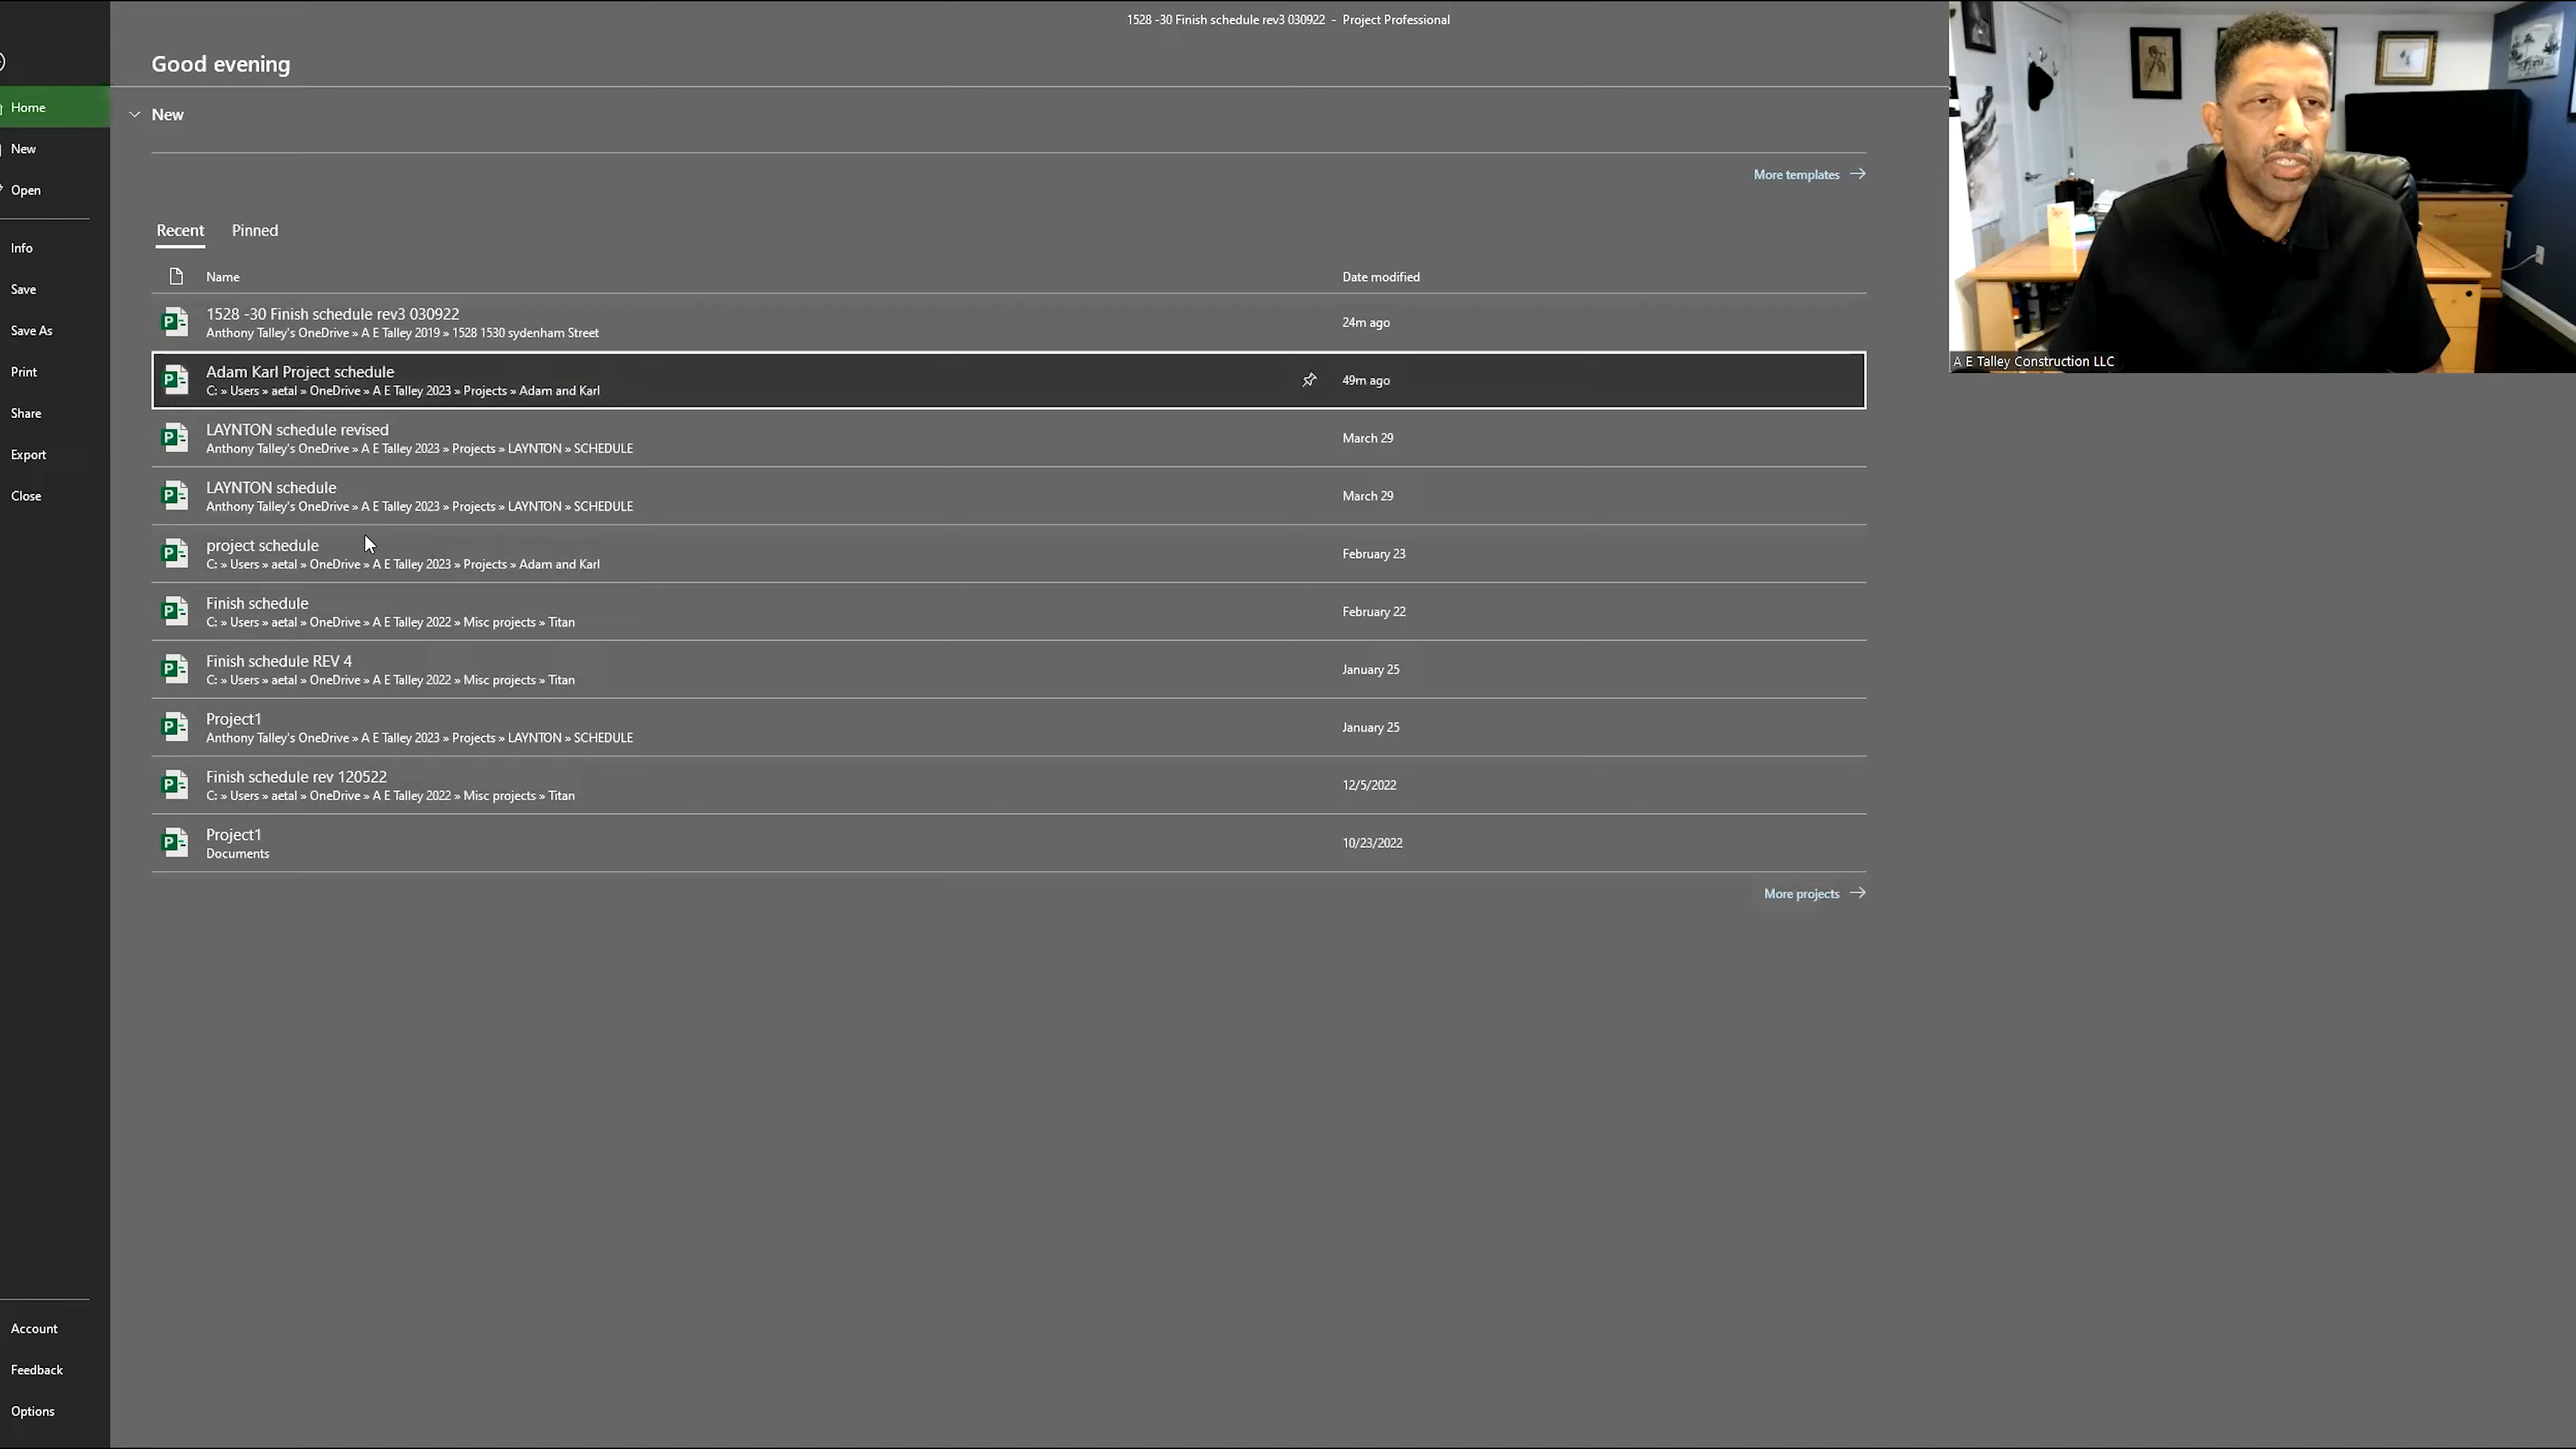 1528 -30 Finish schedule rev3 030922 - Project Professional
Good evening
Home
New
Open
Info
Save
Save As
Print
Share
Export
Close
Account
Feedback
Options
New
More templates
Recent Pinned
Name Date modified
1528 -30 Finish schedule rev3 030922
Anthony Talley's OneDrive » A E Talley 2019 » 1528 1530 sydenham Street
24m ago
Adam Karl Project schedule
C: » Users » aetal » OneDrive » A E Talley 2023 » Projects » Adam and Karl
49m ago
LAYNTON schedule revised
Anthony Talley's OneDrive » A E Talley 2023 » Projects » LAYNTON » SCHEDULE
March 29
LAYNTON schedule
Anthony Talley's OneDrive » A E Talley 2023 » Projects » LAYNTON » SCHEDULE
March 29
project schedule
C: » Users » aetal » OneDrive » A E Talley 2023 » Projects » Adam and Karl
February 23
Finish schedule
C: » Users » aetal » OneDrive » A E Talley 2022 » Misc projects » Titan
February 22
Finish schedule REV 4
C: » Users » aetal » OneDrive » A E Talley 2022 » Misc projects » Titan
January 25
Project1
Anthony Talley's OneDrive » A E Talley 2023 » Projects » LAYNTON » SCHEDULE
January 25
Finish schedule rev 120522
C: » Users » aetal » OneDrive » A E Talley 2022 » Misc projects » Titan
12/5/2022
Project1
Documents
10/23/2022
More projects
A E Talley Construction LLC